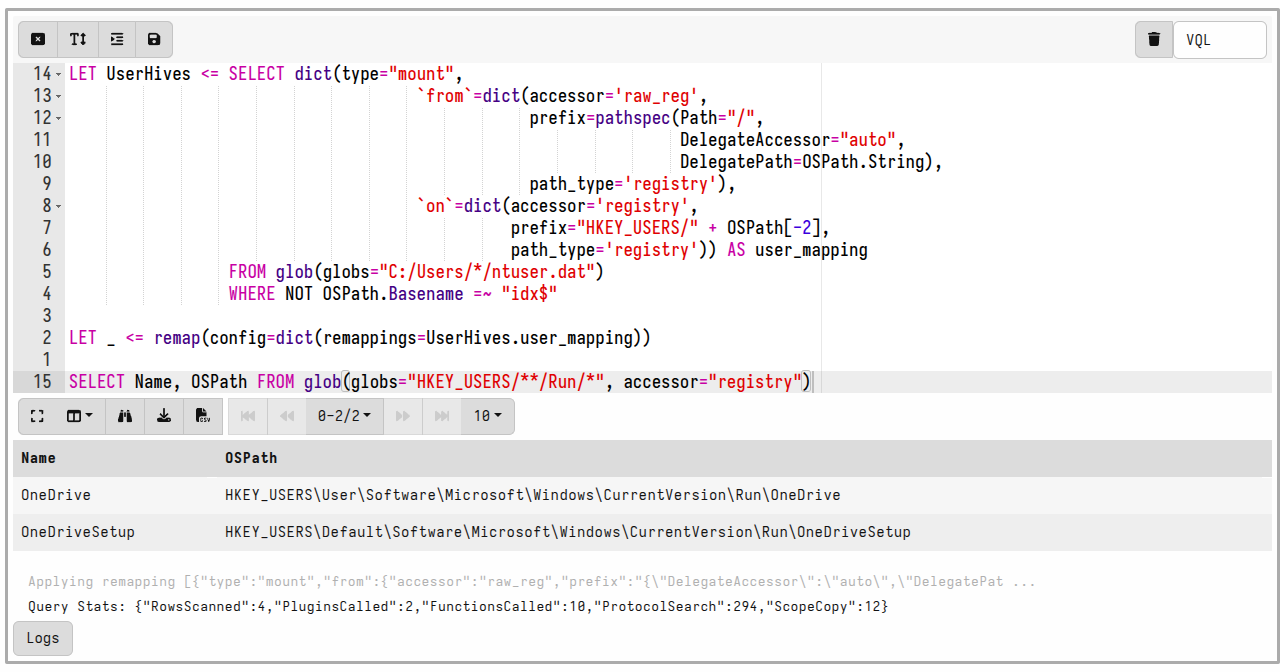 VQL
14 LET UserHives <= SELECT dict(type="mount",
13 `from`=dict(accessor='raw_reg',
12 prefix=pathspec(Path="/",
11 DelegateAccessor="auto",
10 DelegatePath=OSPath.String),
9 path_type='registry'),
8 `on`=dict(accessor='registry',
7 prefix="HKEY_USERS/" + OSPath[-2],
6 path_type='registry')) AS user_mapping
5 FROM glob(globs="C:/Users/*/ntuser.dat")
4 WHERE NOT OSPath.Basename =~ "idx$"
3
2 LET _ <= remap(config=dict(remappings=UserHives.user_mapping))
1
15 SELECT Name, OSPath FROM glob(globs="HKEY_USERS/**/Run/*", accessor="registry")
CSV 0-2/2 10
Name OSPath
OneDrive HKEY_USERS\User\Software\Microsoft\Windows\CurrentVersion\Run\OneDrive
OneDriveSetup HKEY_USERS\Default\Software\Microsoft\Windows\CurrentVersion\Run\OneDriveSetup
Applying remapping [{"type":"mount","from":{"accessor":"raw_reg","prefix":"{\"DelegateAccessor\":\"auto\",\"DelegatePat ...
Query Stats: {"RowsScanned":4,"PluginsCalled":2,"FunctionsCalled":10,"ProtocolSearch":294,"ScopeCopy":12}
Logs